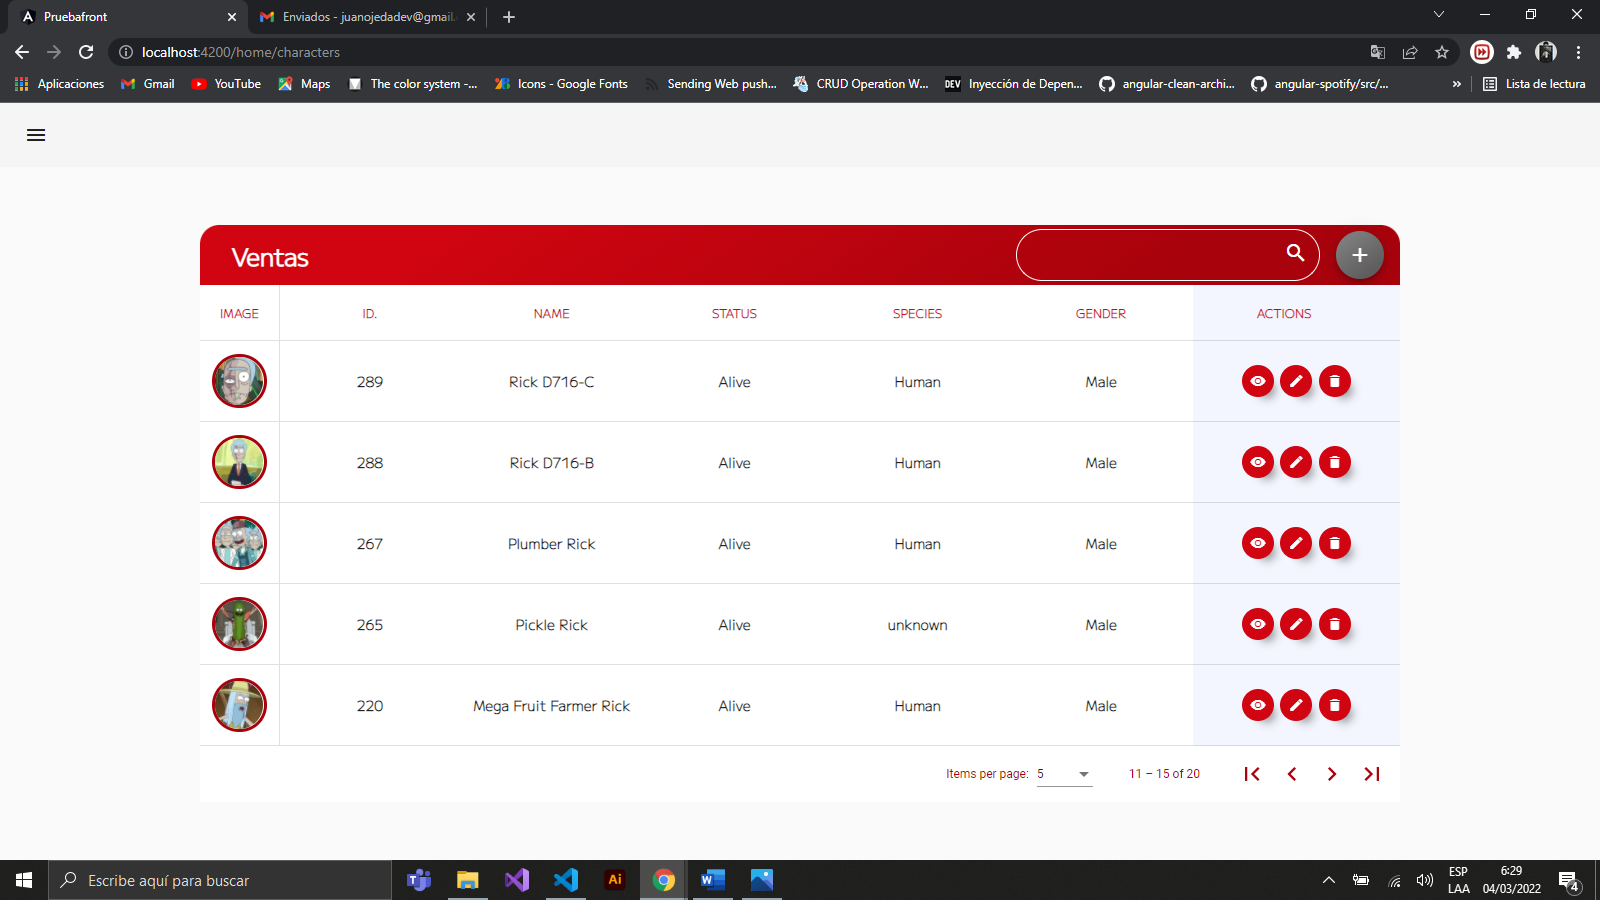 Pruebafront
Enviados - juanojedadev@gmail.
localhost:4200/home/characters
Aplicaciones Gmail YouTube Maps The color system -... Icons - Google Fonts Sending Web push... CRUD Operation W... DEV Inyección de Depen... angular-clean-archi... angular-spotify/src/... » Lista de lectura
Ventas
IMAGE ID. NAME STATUS SPECIES GENDER ACTIONS
289 Rick D716-C Alive Human Male
288 Rick D716-B Alive Human Male
267 Plumber Rick Alive Human Male
265 Pickle Rick Alive unknown Male
220 Mega Fruit Farmer Rick Alive Human Male
Items per page: 5 11 – 15 of 20
Escribe aquí para buscar
Ai
ESP
LAA
6:29
04/03/2022
4